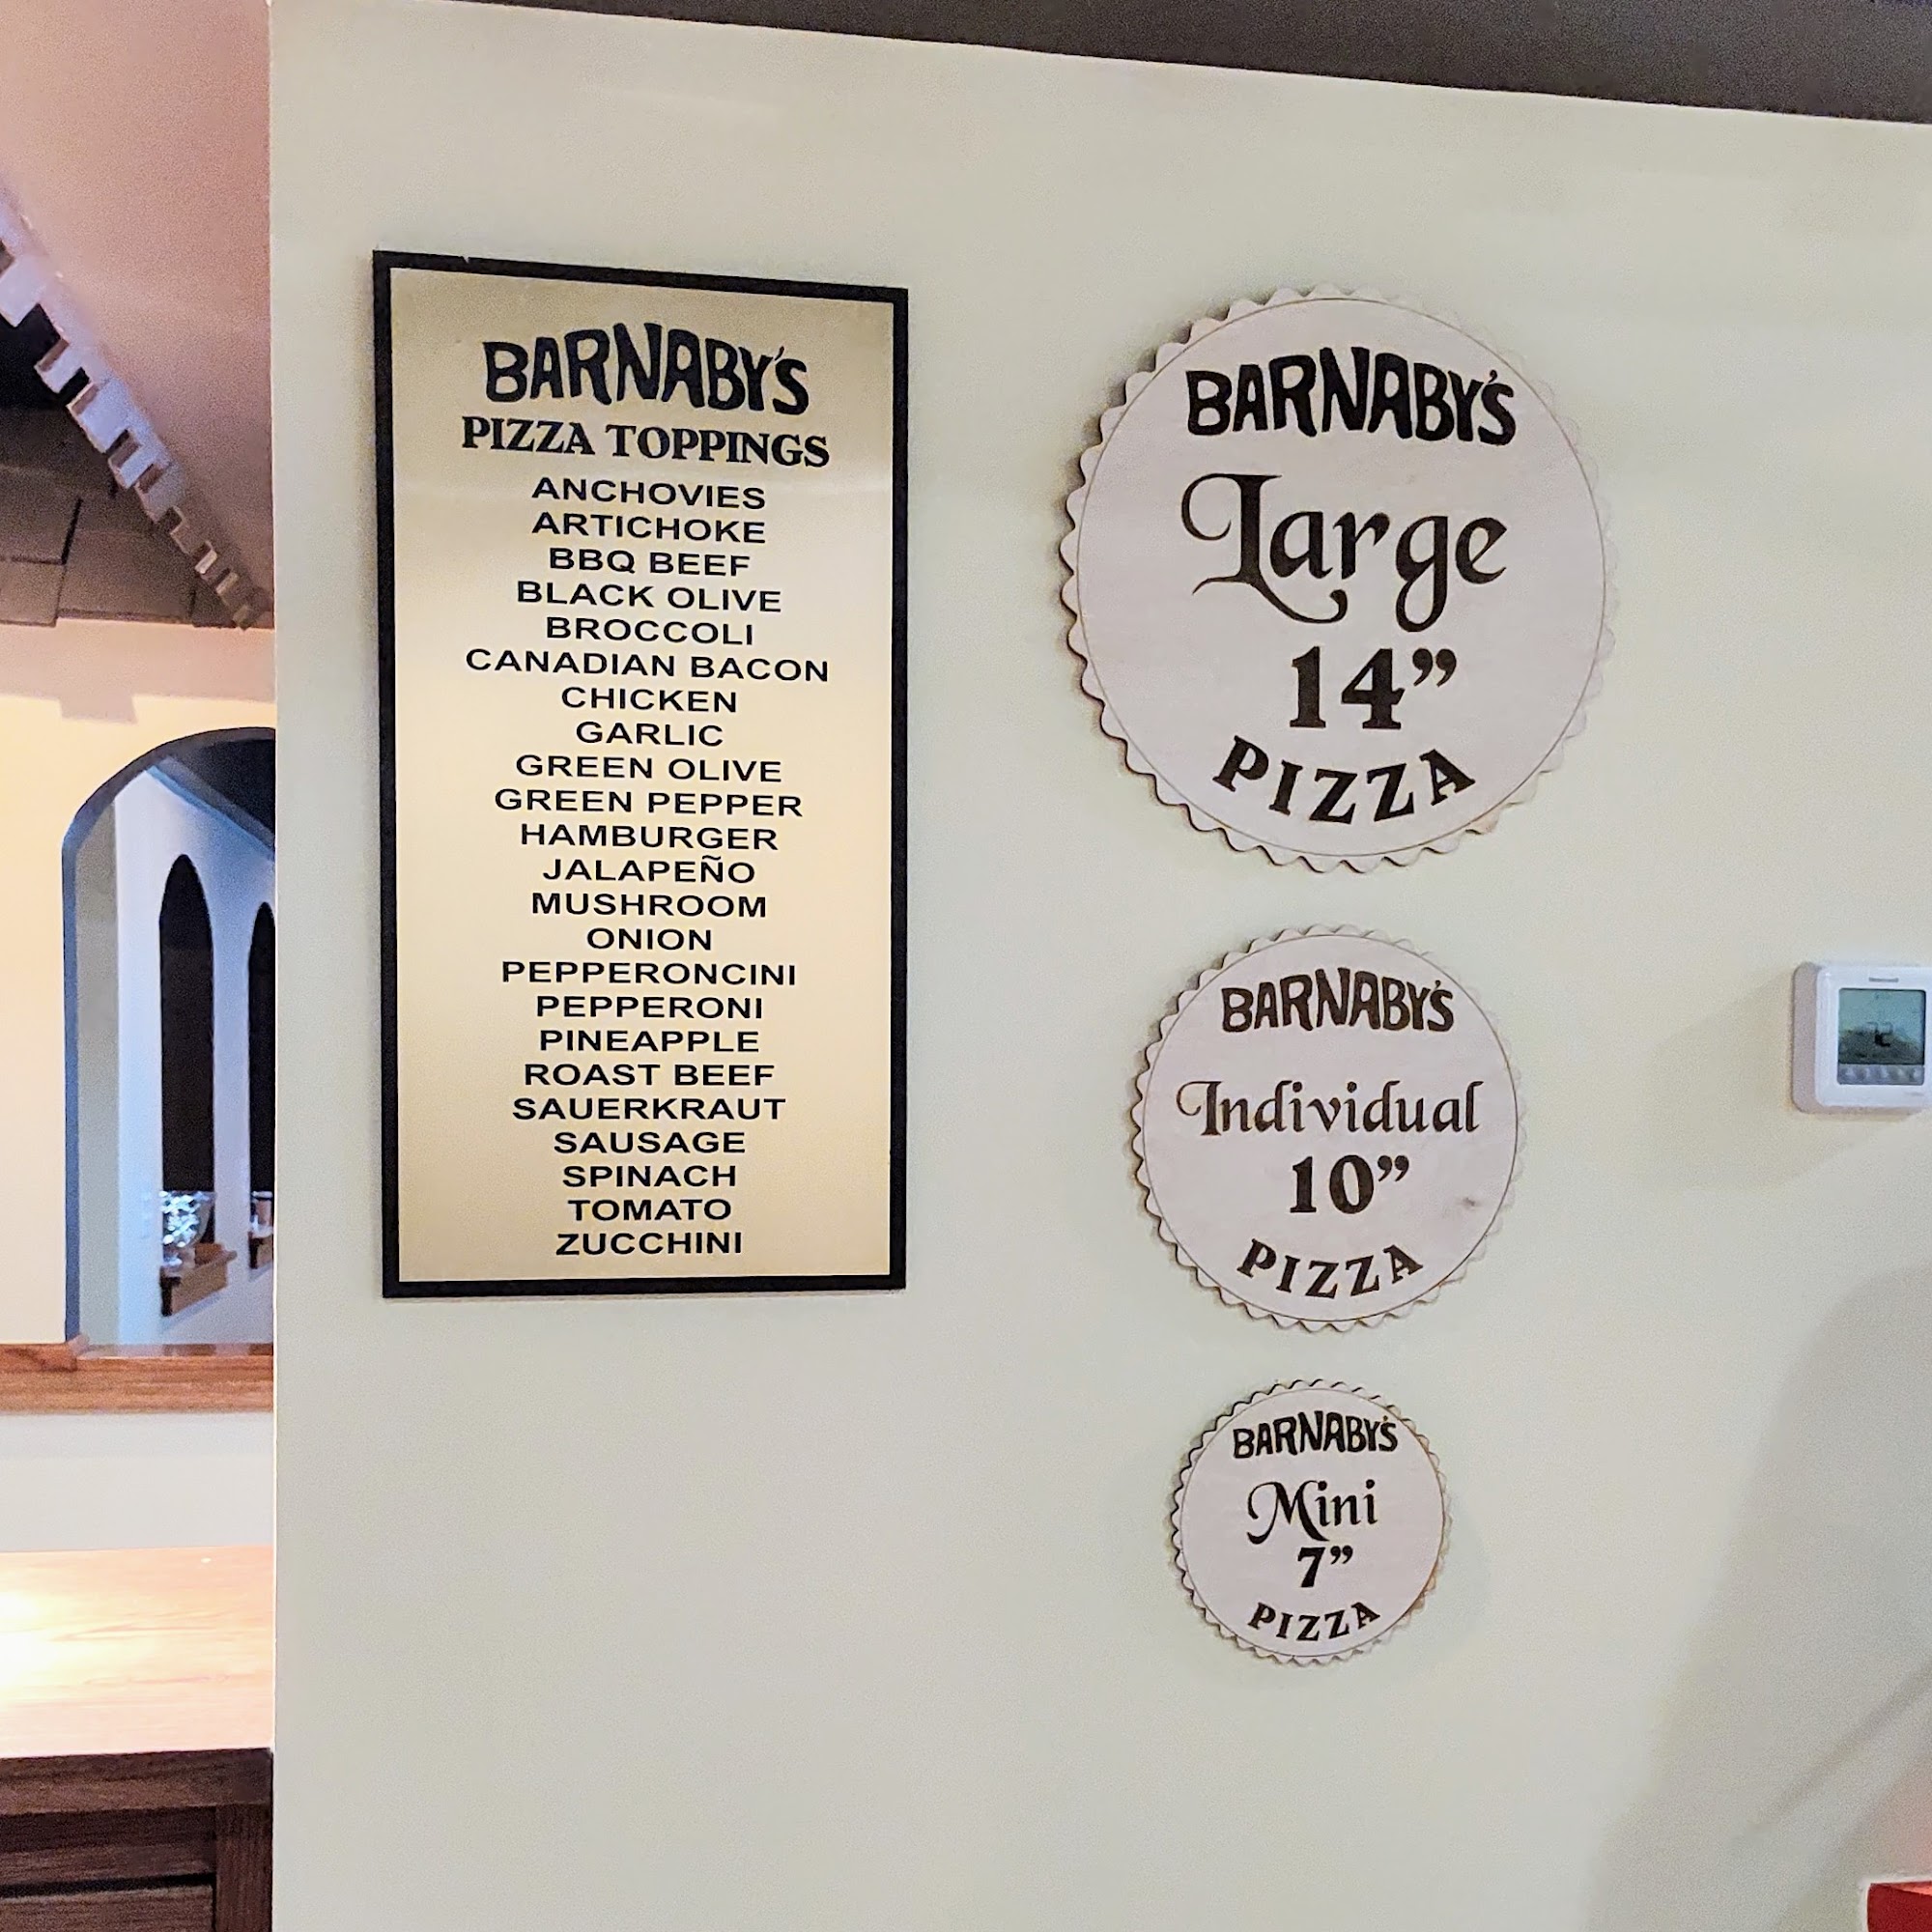 BARNABY'S
PIZZA TOPPINGS
ANCHOVIES
ARTICHOKE
BBQ BEEF
BLACK OLIVE
BROCCOLI
CANADIAN BACON
CHICKEN
GARLIC
GREEN OLIVE
GREEN PEPPER
HAMBURGER
JALAPEÑO
MUSHROOM
ONION
PEPPERONCINI
PEPPERONI
PINEAPPLE
ROAST BEEF
SAUERKRAUT
SAUSAGE
SPINACH
TOMATO
ZUCCHINI
BARNABY'S
Large
14”
PIZZA
BARNABY'S
Individual
10”
PIZZA
BARNABY'S
Mini
7”
PIZZA